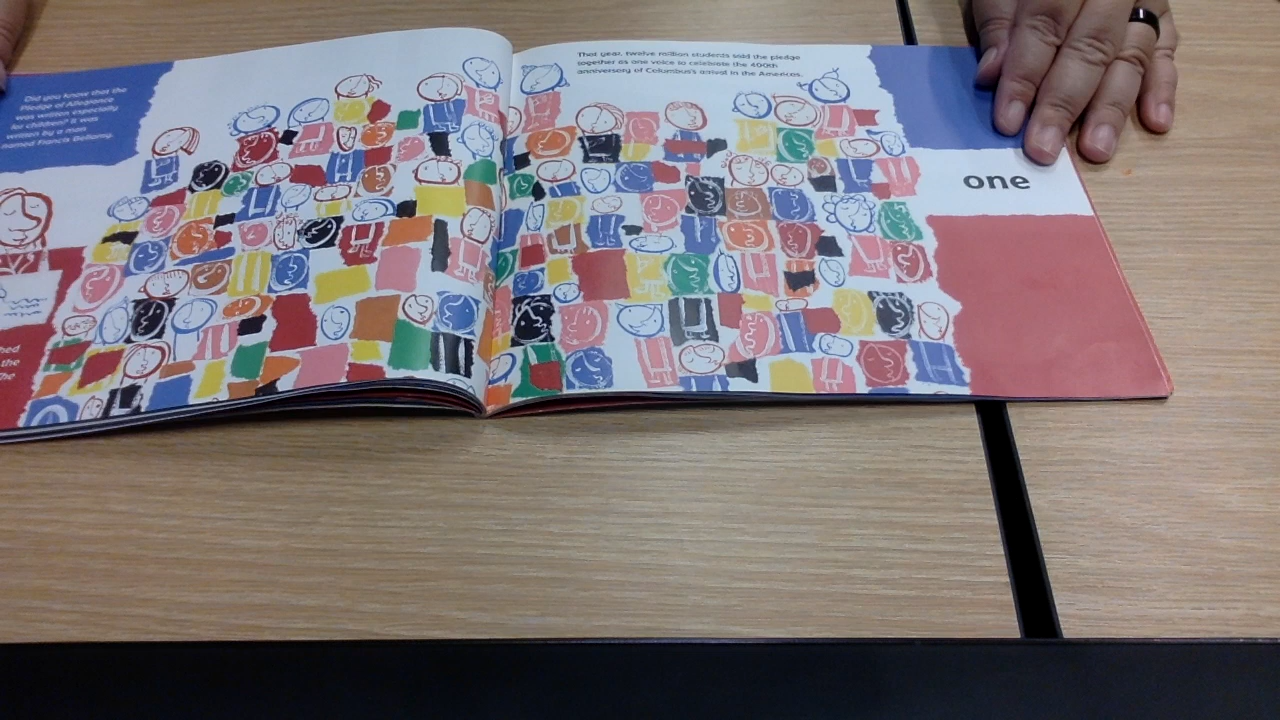 Did you know that the
Pledge of Allegiance
was written especially
for children? It was
written by a man
named Francis Bellamy.
That year, twelve million students said the pledge
together as one voice to celebrate the 400th
anniversary of Columbus's arrival in the Americas.
one
the